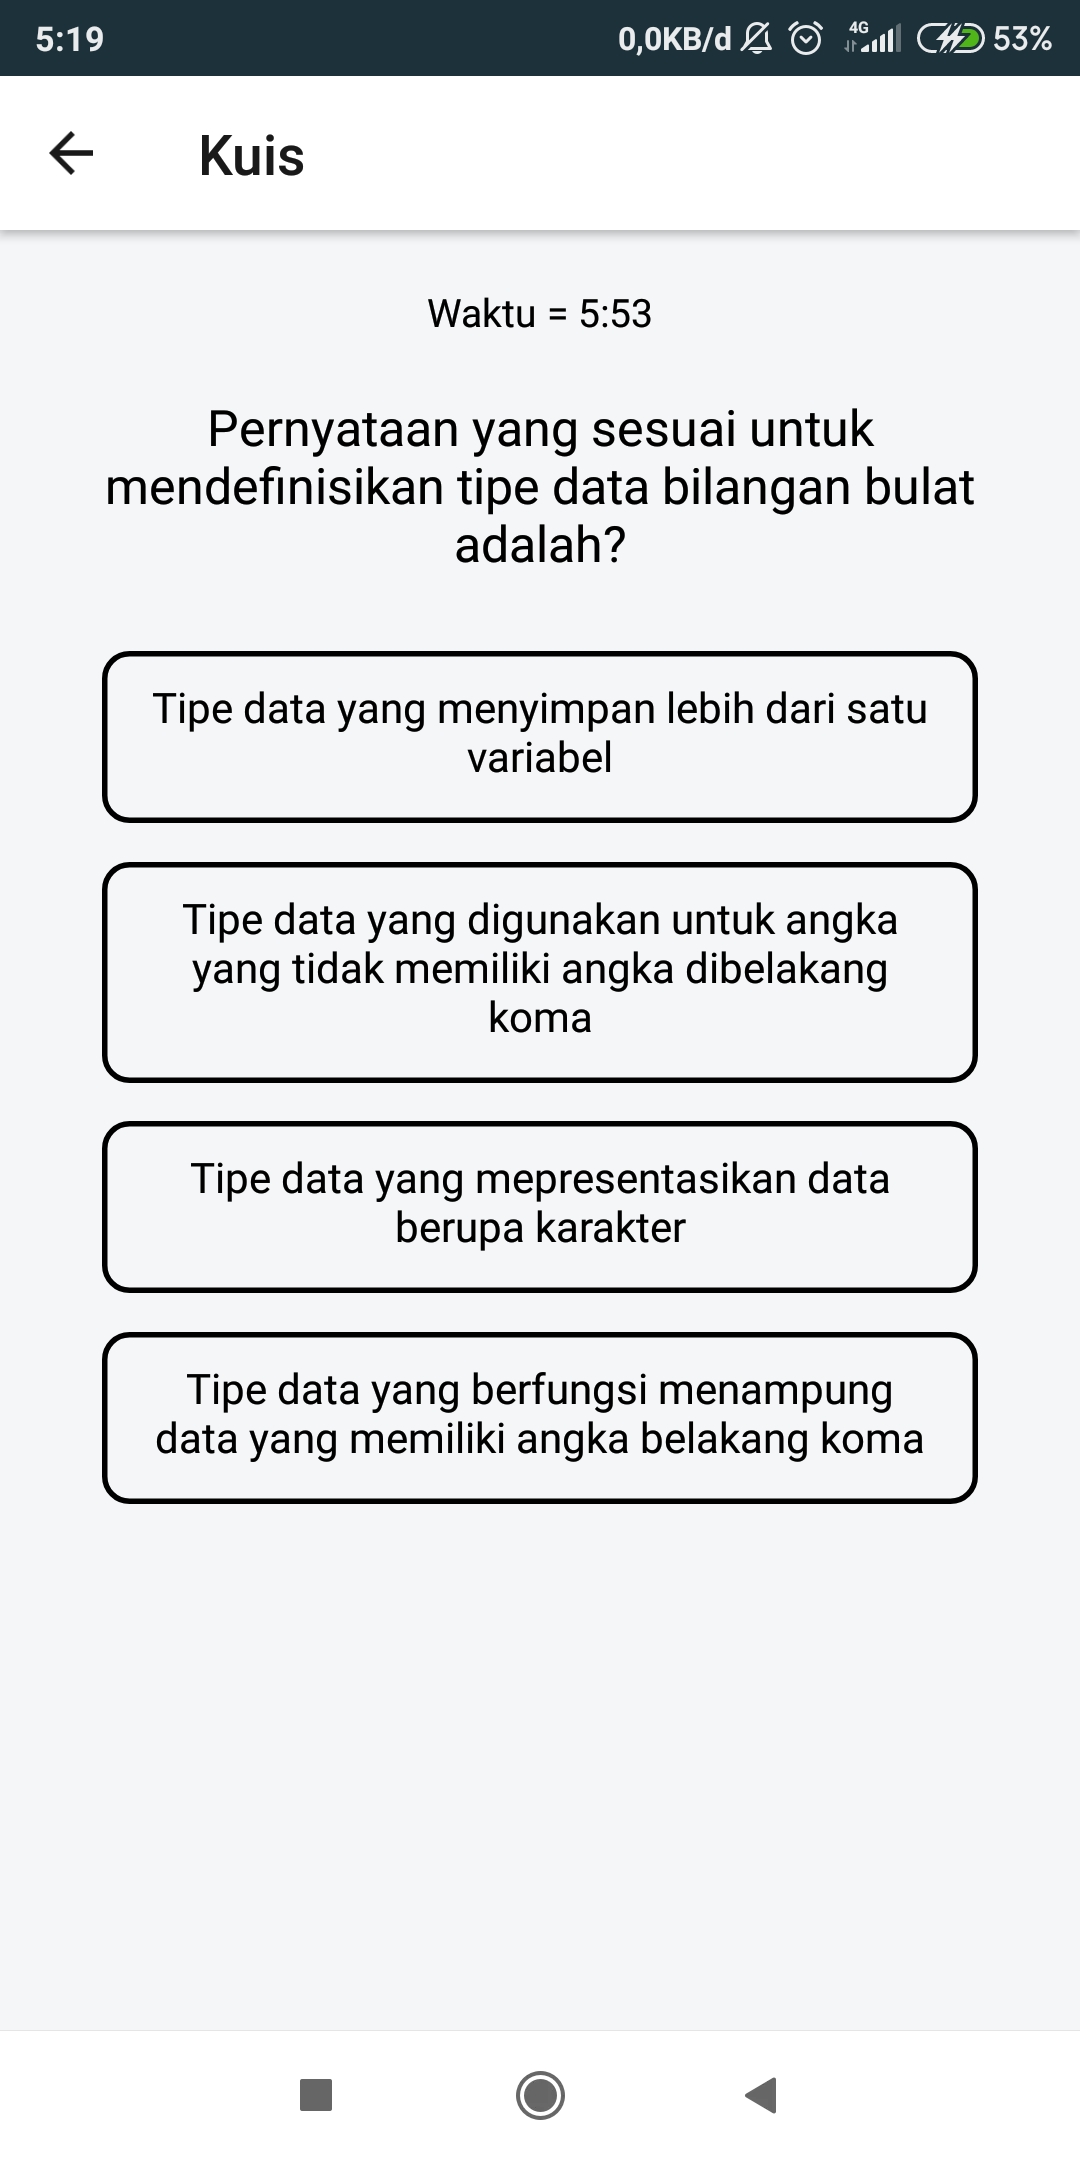 5:19 0,0KB/d 4G 53%
Kuis
Waktu = 5:53
Pernyataan yang sesuai untuk
mendefinisikan tipe data bilangan bulat
adalah?
Tipe data yang menyimpan lebih dari satu
variabel
Tipe data yang digunakan untuk angka
yang tidak memiliki angka dibelakang
koma
Tipe data yang mepresentasikan data
berupa karakter
Tipe data yang berfungsi menampung
data yang memiliki angka belakang koma